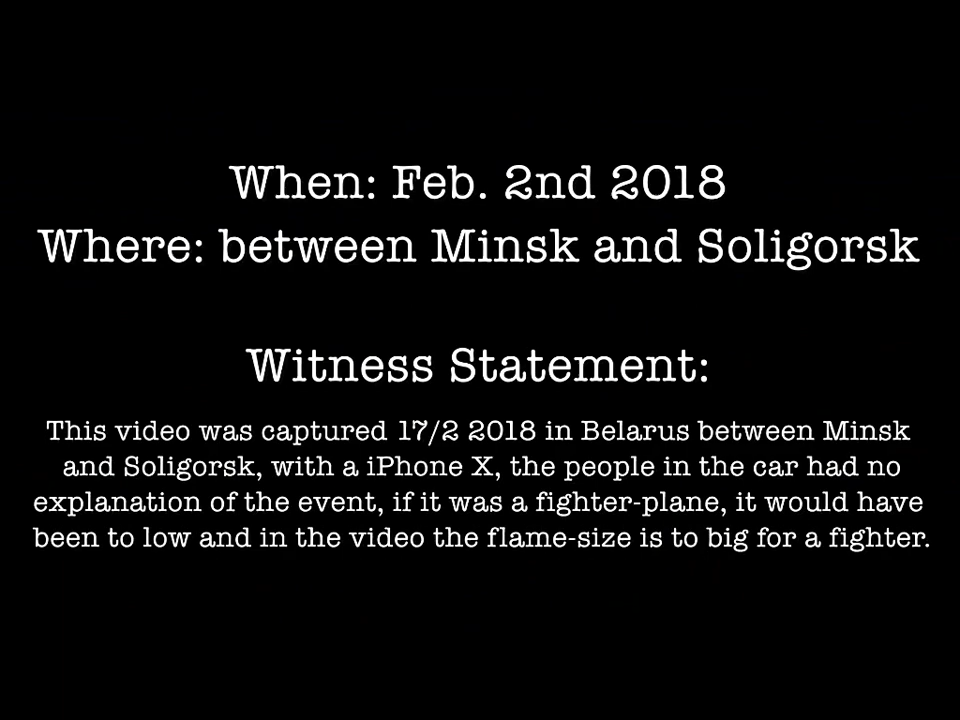 When: Feb. 2nd 2018
Where: between Minsk and Soligorsk
Witness Statement:
This video was captured 17/2 2018 in Belarus between Minsk
and Soligorsk, with a iPhone X, the people in the car had no
explanation of the event, if it was a fighter-plane, it would have
been to low and in the video the flame-size is to big for a fighter.